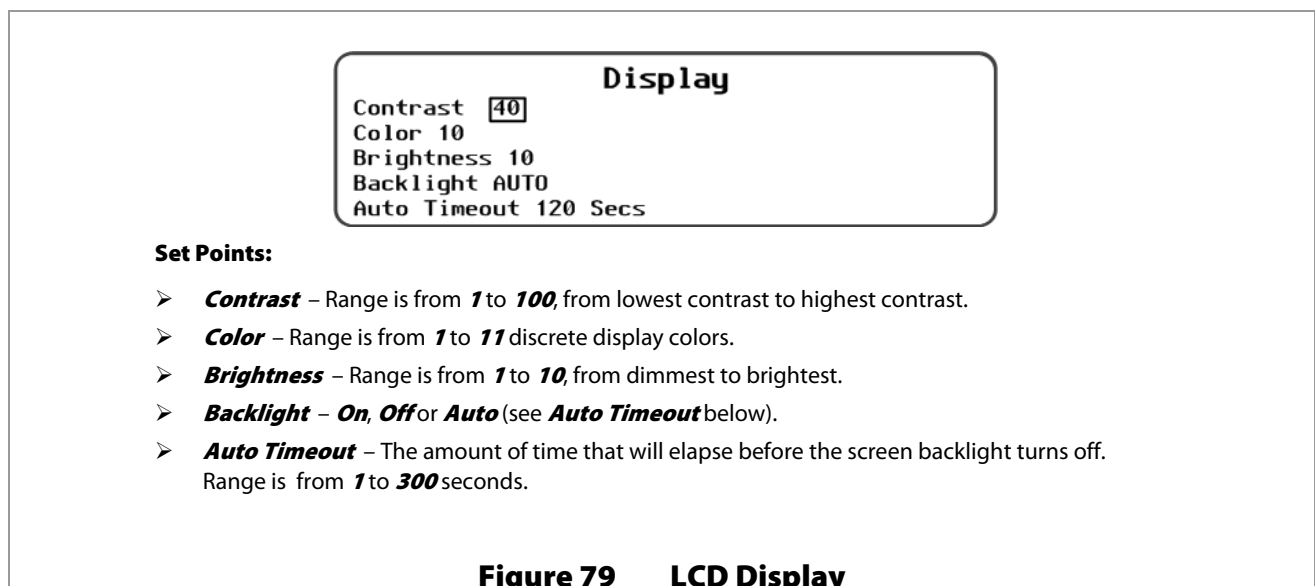 Display
Contrast 40
Color 10
Brightness 10
Backlight AUTO
Auto Timeout 120 Secs
Set Points:
➢ Contrast – Range is from 1 to 100, from lowest contrast to highest contrast.
➢ Color – Range is from 1 to 11 discrete display colors.
➢ Brightness – Range is from 1 to 10, from dimmest to brightest.
➢ Backlight – On, Off or Auto (see Auto Timeout below).
➢ Auto Timeout – The amount of time that will elapse before the screen backlight turns off.
Range is from 1 to 300 seconds.
Figure 79 LCD Display